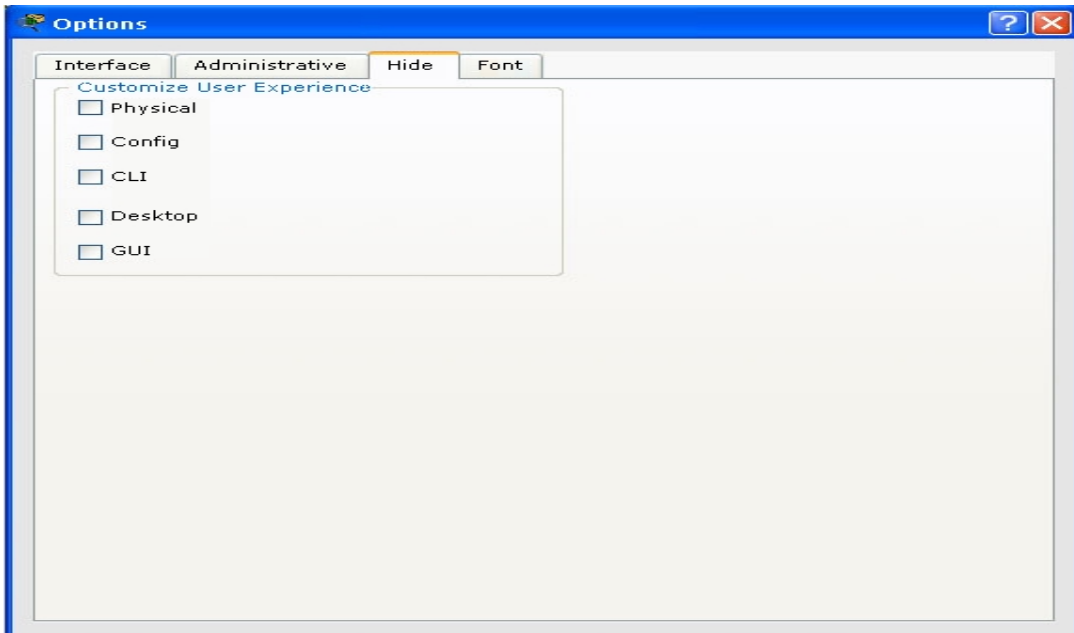 Options
Interface Administrative Hide Font
Customize User Experience
Physical
Config
CLI
Desktop
GUI